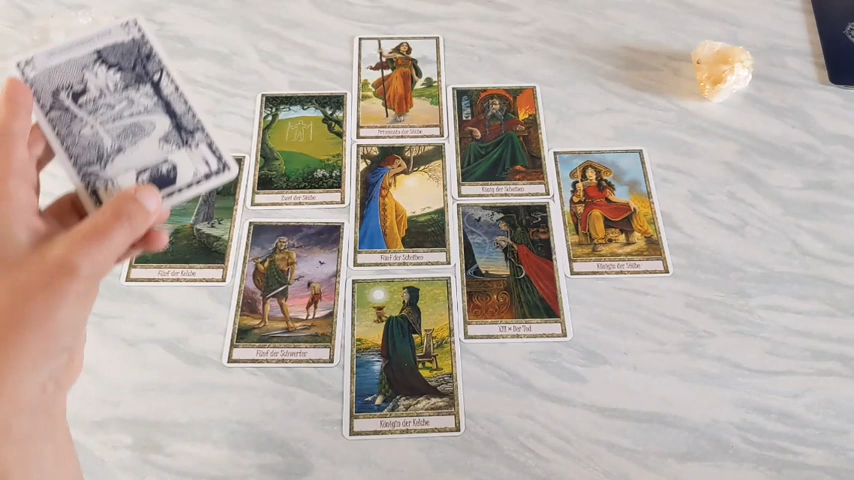 Prinzessin der Stäbe
Zwei der Stäbe
König der Scheiben
Fünf der Kelche
Fünf der Scheiben
Königin der Stäbe
Fünf der Schwerter
XIII • Der Tod
Königin der Kelche